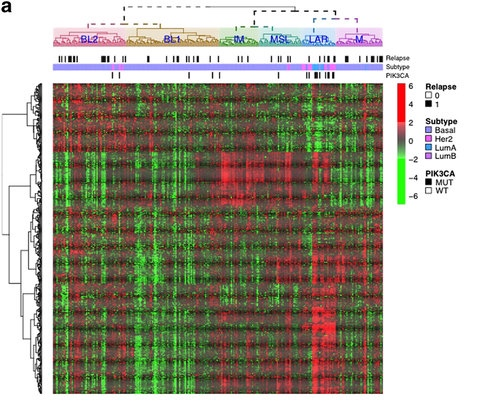 a
BL2 BL1 IM MSL LAR M
Relapse
Subtype
PIK3CA
6
4
2
0
−2
−4
−6
Relapse
0
1
Subtype
Basal
Her2
LumA
LumB
PIK3CA
MUT
WT